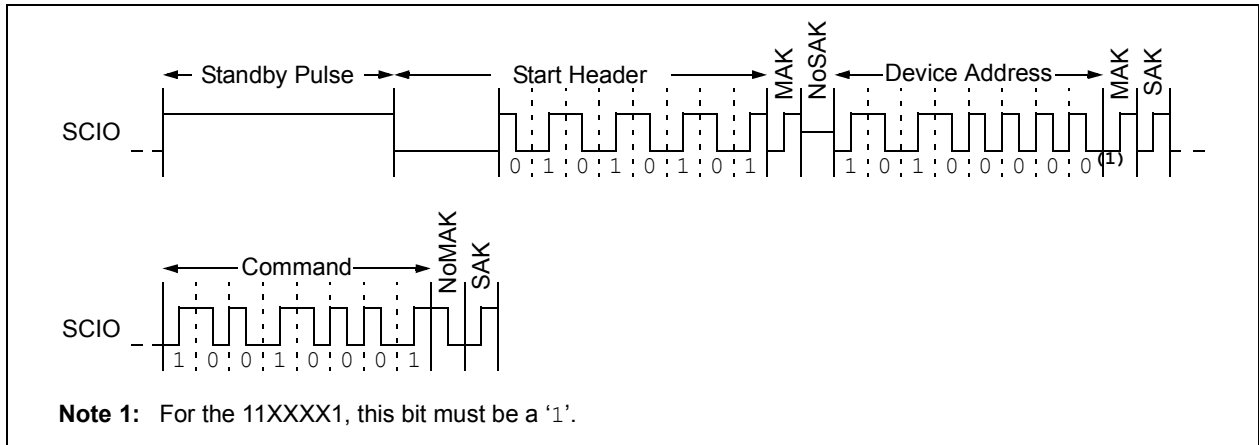 Standby Pulse
Start Header
MAK
NoSAK
Device Address
MAK
SAK
SCIO
0 1 0 1 0 1 0 1
1 0 1 0 0 0 0 0(1)
Command
NoMAK
SAK
SCIO
1 0 0 1 0 0 0 1
Note 1: For the 11XXXX1, this bit must be a ‘1’.